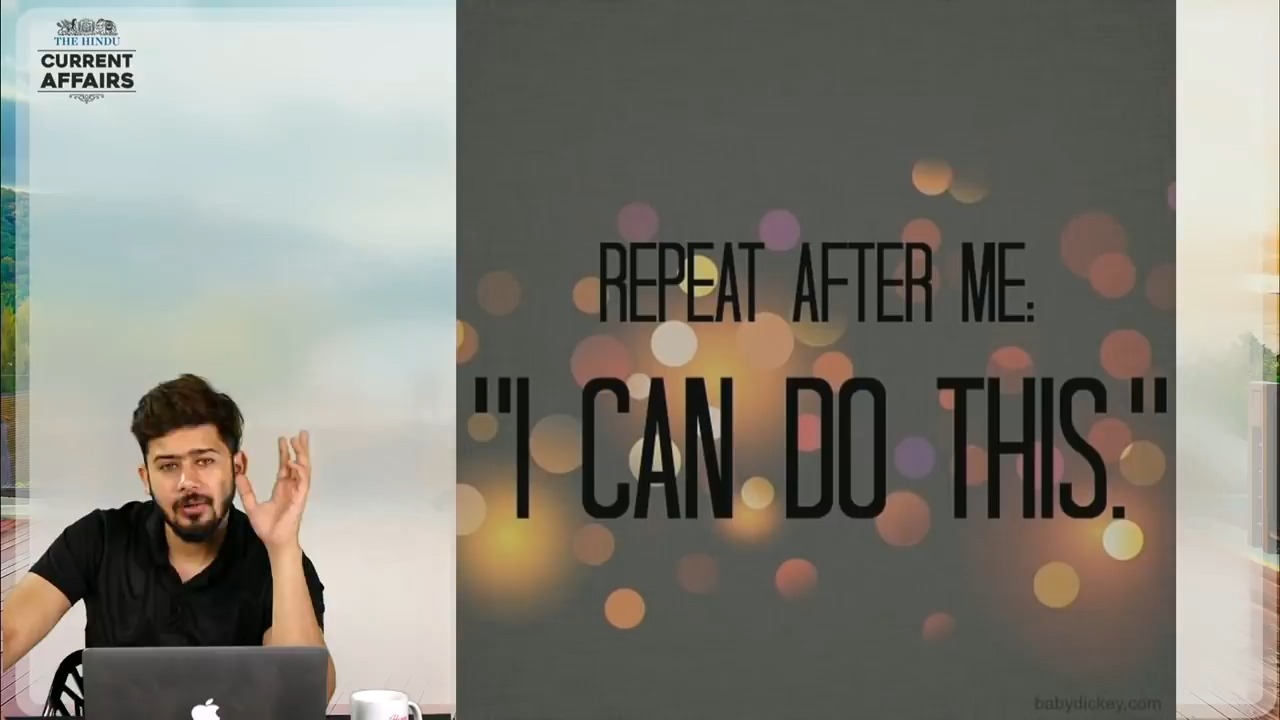 THE HINDU
CURRENT
AFFAIRS
REPEAT AFTER ME:
"I CAN DO THIS."
babydickey.com